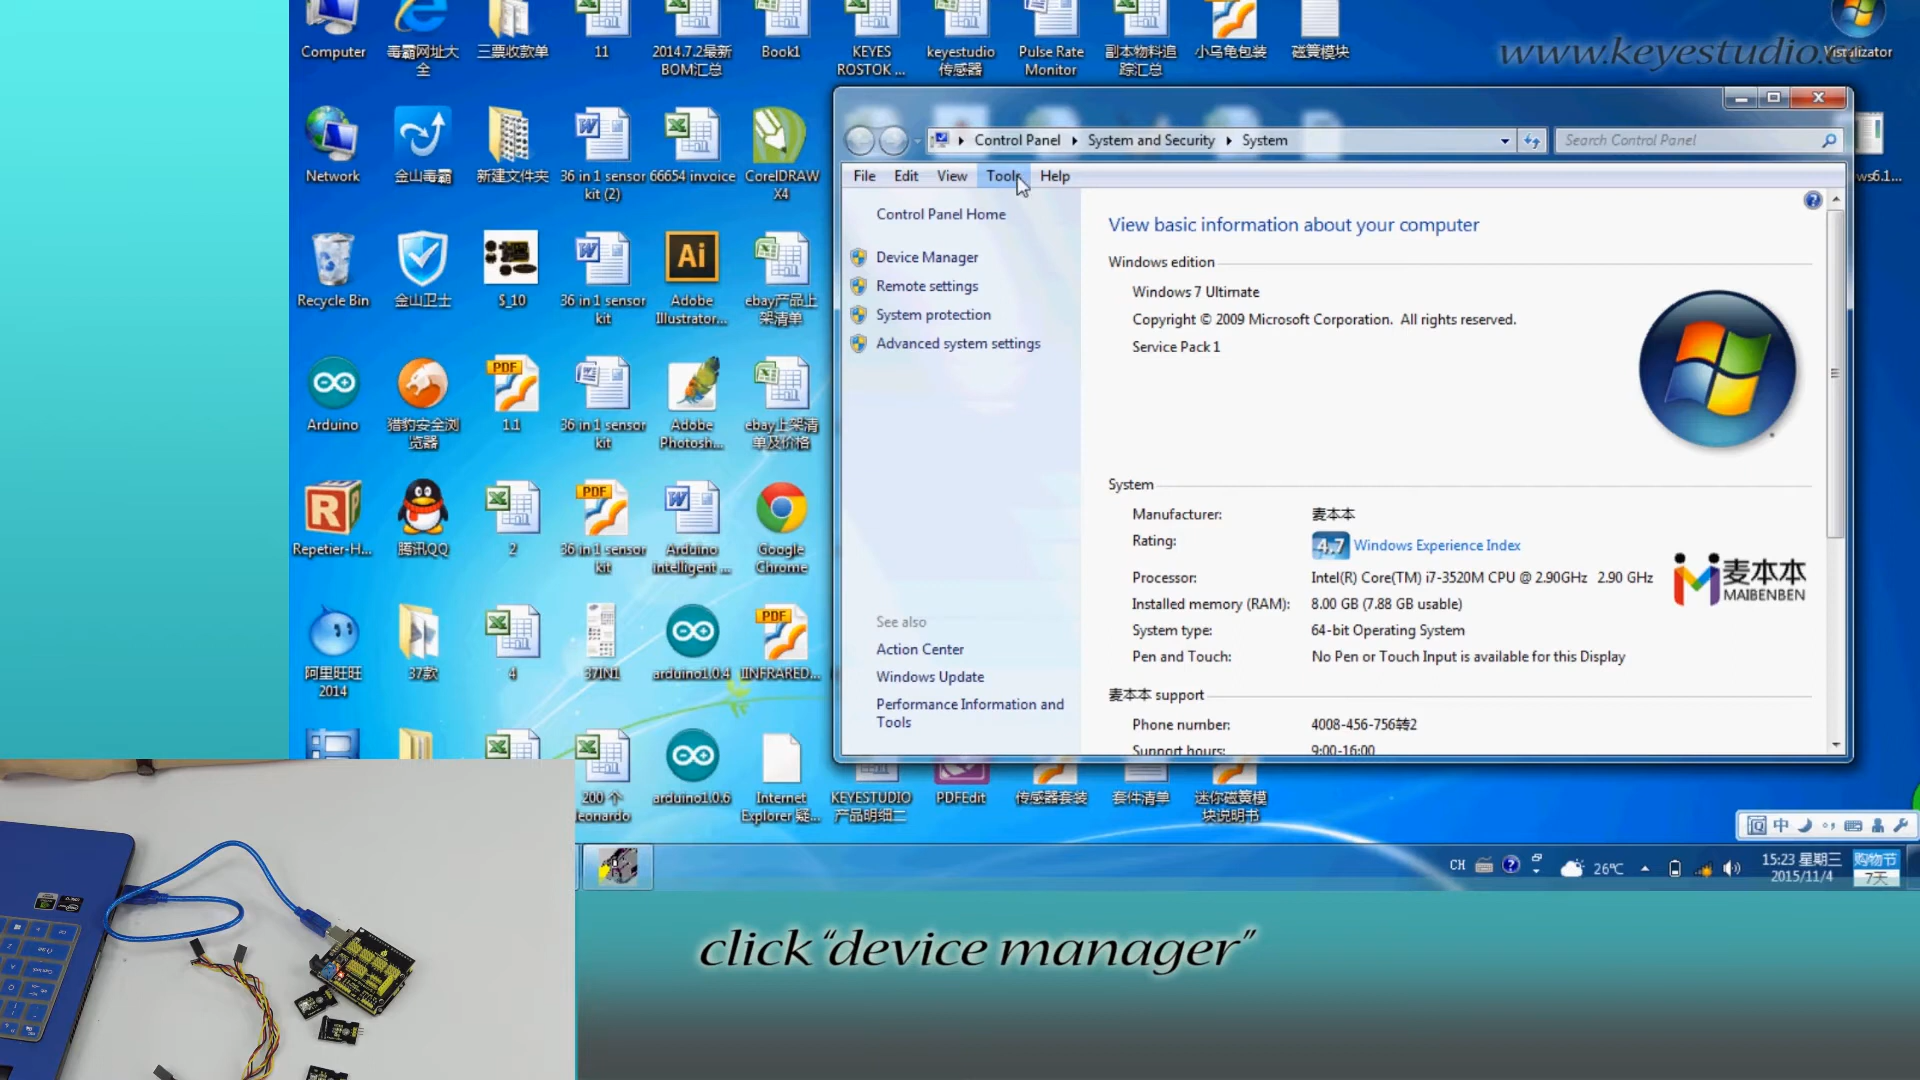 Computer
毒霸网址大
全
三票收款单
11
2014.7.2最新
BOM汇总
Book1
KEYES
ROSTOK ...
keyestudio
传感器
Pulse Rate
Monitor
副本物料追
踪汇总
小乌龟包装
磁簧模块
www.keyestudio.cc
Network
金山毒霸
新建文件夹
36 in 1 sensor
kit (2)
66654 invoice
CorelDRAW
X4
ws6.1...
Recycle Bin
金山卫士
S_10
36 in 1 sensor
kit
Ai
Adobe
Illustrator...
ebay产品上
架清单
Arduino
猎豹安全浏
览器
PDF
1.1
36 in 1 sensor
kit
Adobe
Photosh...
ebay上架清
单及价格
Repetier-H...
腾讯QQ
2
PDF
36 in 1 sensor
kit
Arduino
intelligent ...
Google
Chrome
阿里旺旺
2014
37款
4
37IN1
arduino1.0.4
PDF
IINFRARED...
200 个
leonardo
arduino1.0.6
Internet
Explorer 疑...
KEYESTUDIO
产品明细二
PDFEdit
传感器套装
套件清单
迷你磁簧模
块说明书
Control Panel
System and Security
System
Search Control Panel
File Edit View Tools Help
Control Panel Home
Device Manager
Remote settings
System protection
Advanced system settings
See also
Action Center
Windows Update
Performance Information and
Tools
View basic information about your computer
Windows edition
Windows 7 Ultimate
Copyright © 2009 Microsoft Corporation. All rights reserved.
Service Pack 1
System
Manufacturer: 麦本本
Rating: 4.7 Windows Experience Index
Processor: Intel(R) Core(TM) i7-3520M CPU @ 2.90GHz 2.90 GHz
Installed memory (RAM): 8.00 GB (7.88 GB usable)
System type: 64-bit Operating System
Pen and Touch: No Pen or Touch Input is available for this Display
麦本本
MAIBENBEN
麦本本 support
Phone number: 4008-456-756转2
Support hours: 9:00-16:00
中
CH
26℃
15:23 星期三
2015/11/4
购物节
7天
click “device manager”